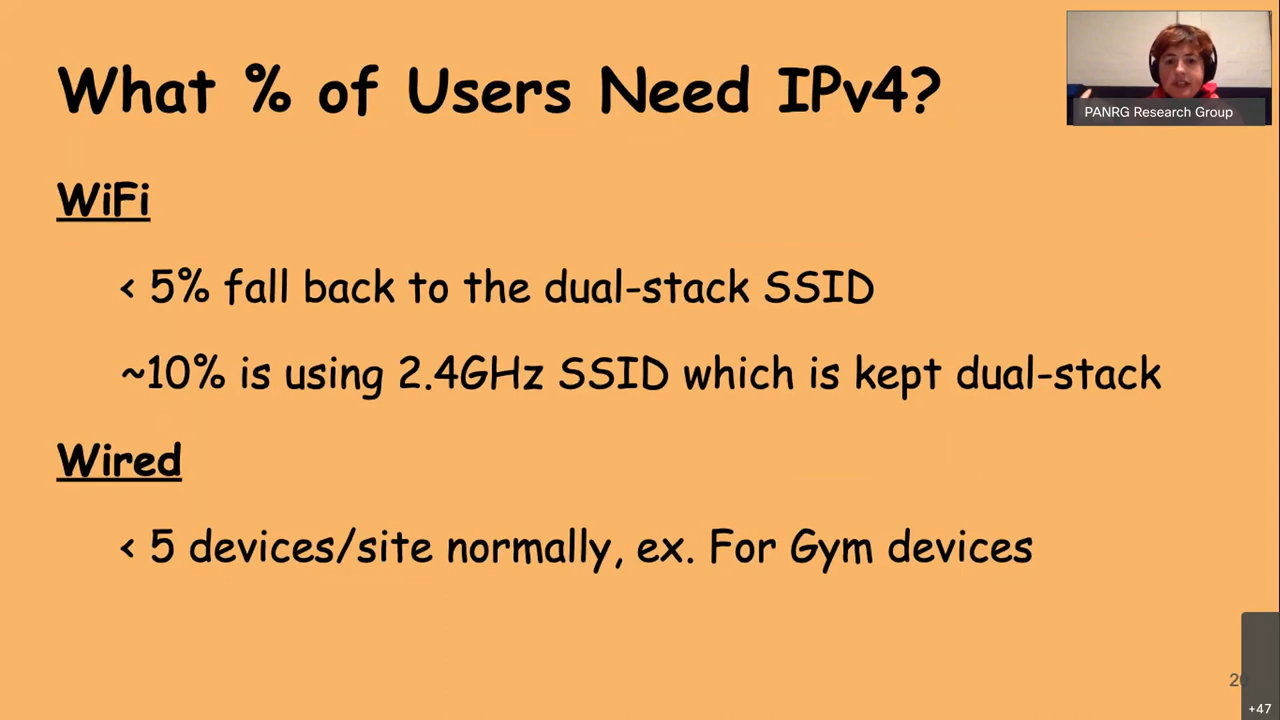 What % of Users Need IPv4?
PANRG Research Group
WiFi
< 5% fall back to the dual-stack SSID
~10% is using 2.4GHz SSID which is kept dual-stack
Wired
< 5 devices/site normally, ex. For Gym devices
+47